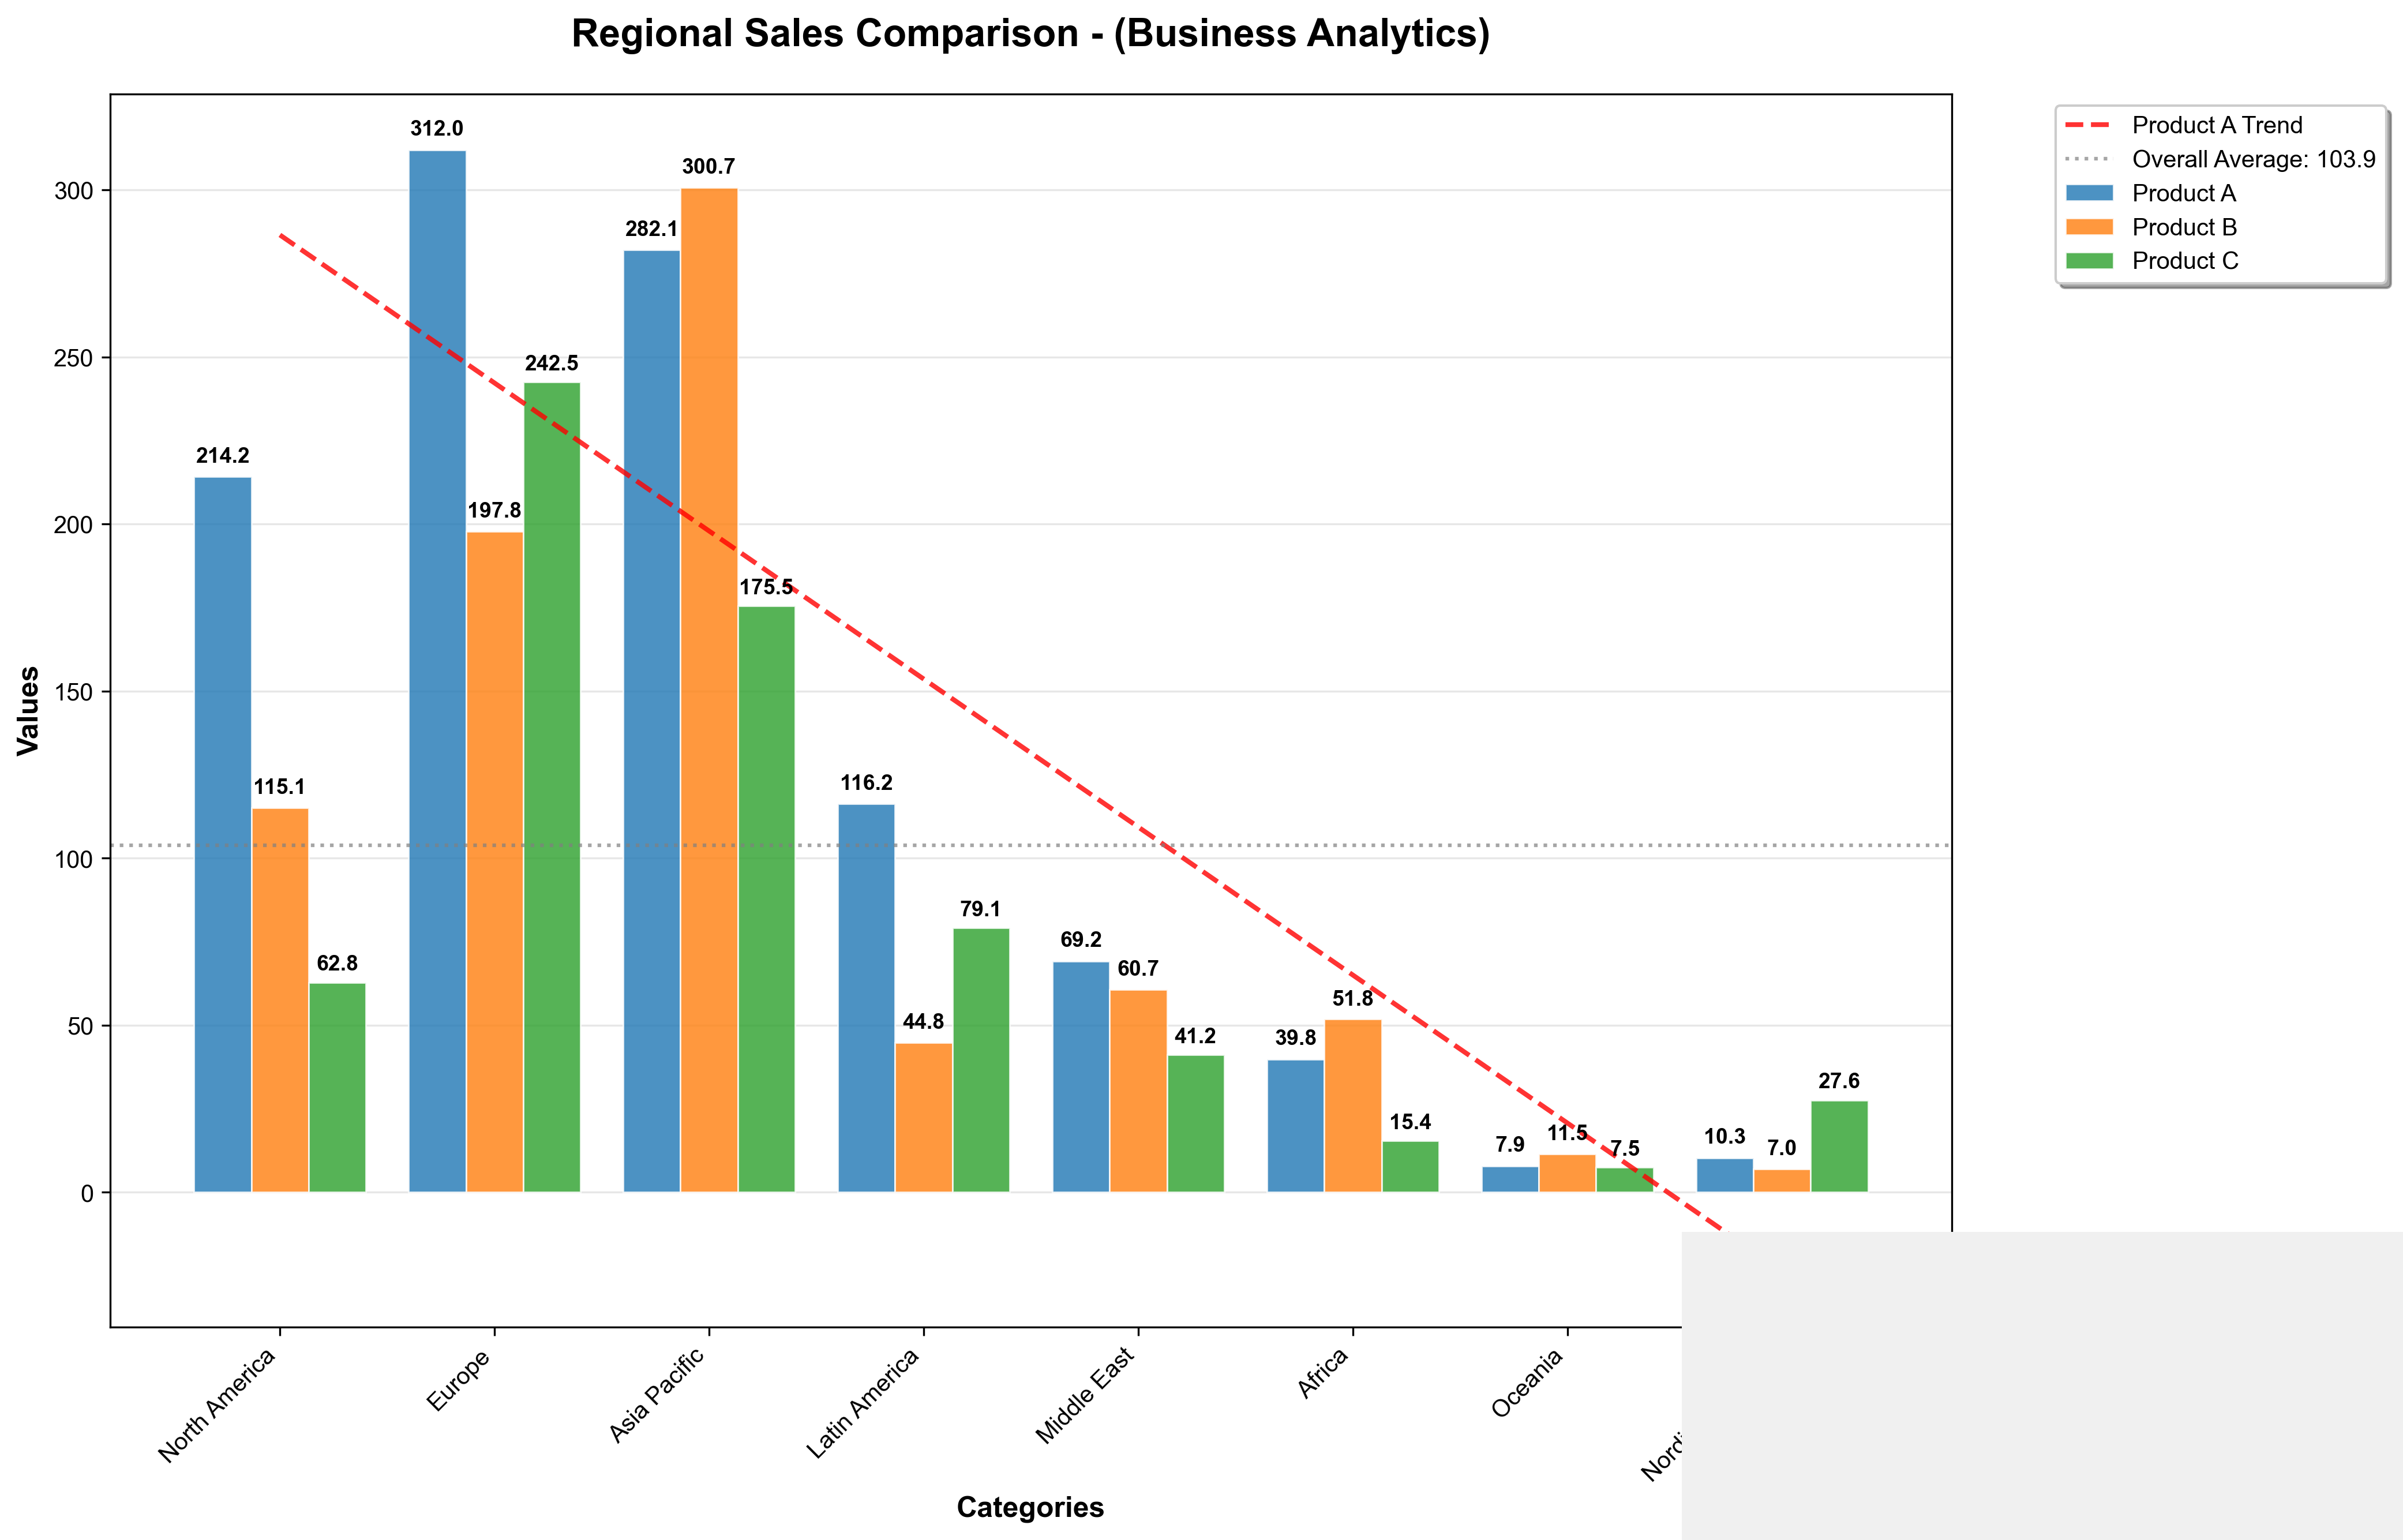 Regional Sales Comparison - (Business Analytics)
Product A Trend
Overall Average: 103.9
Product A
Product B
Product C
Values
300
250
200
150
100
50
0
214.2
115.1
62.8
312.0
197.8
242.5
282.1
300.7
175.5
116.2
44.8
79.1
69.2
60.7
41.2
39.8
51.8
15.4
7.9
11.5
7.5
10.3
7.0
27.6
North America
Europe
Asia Pacific
Latin America
Middle East
Africa
Oceania
Categories